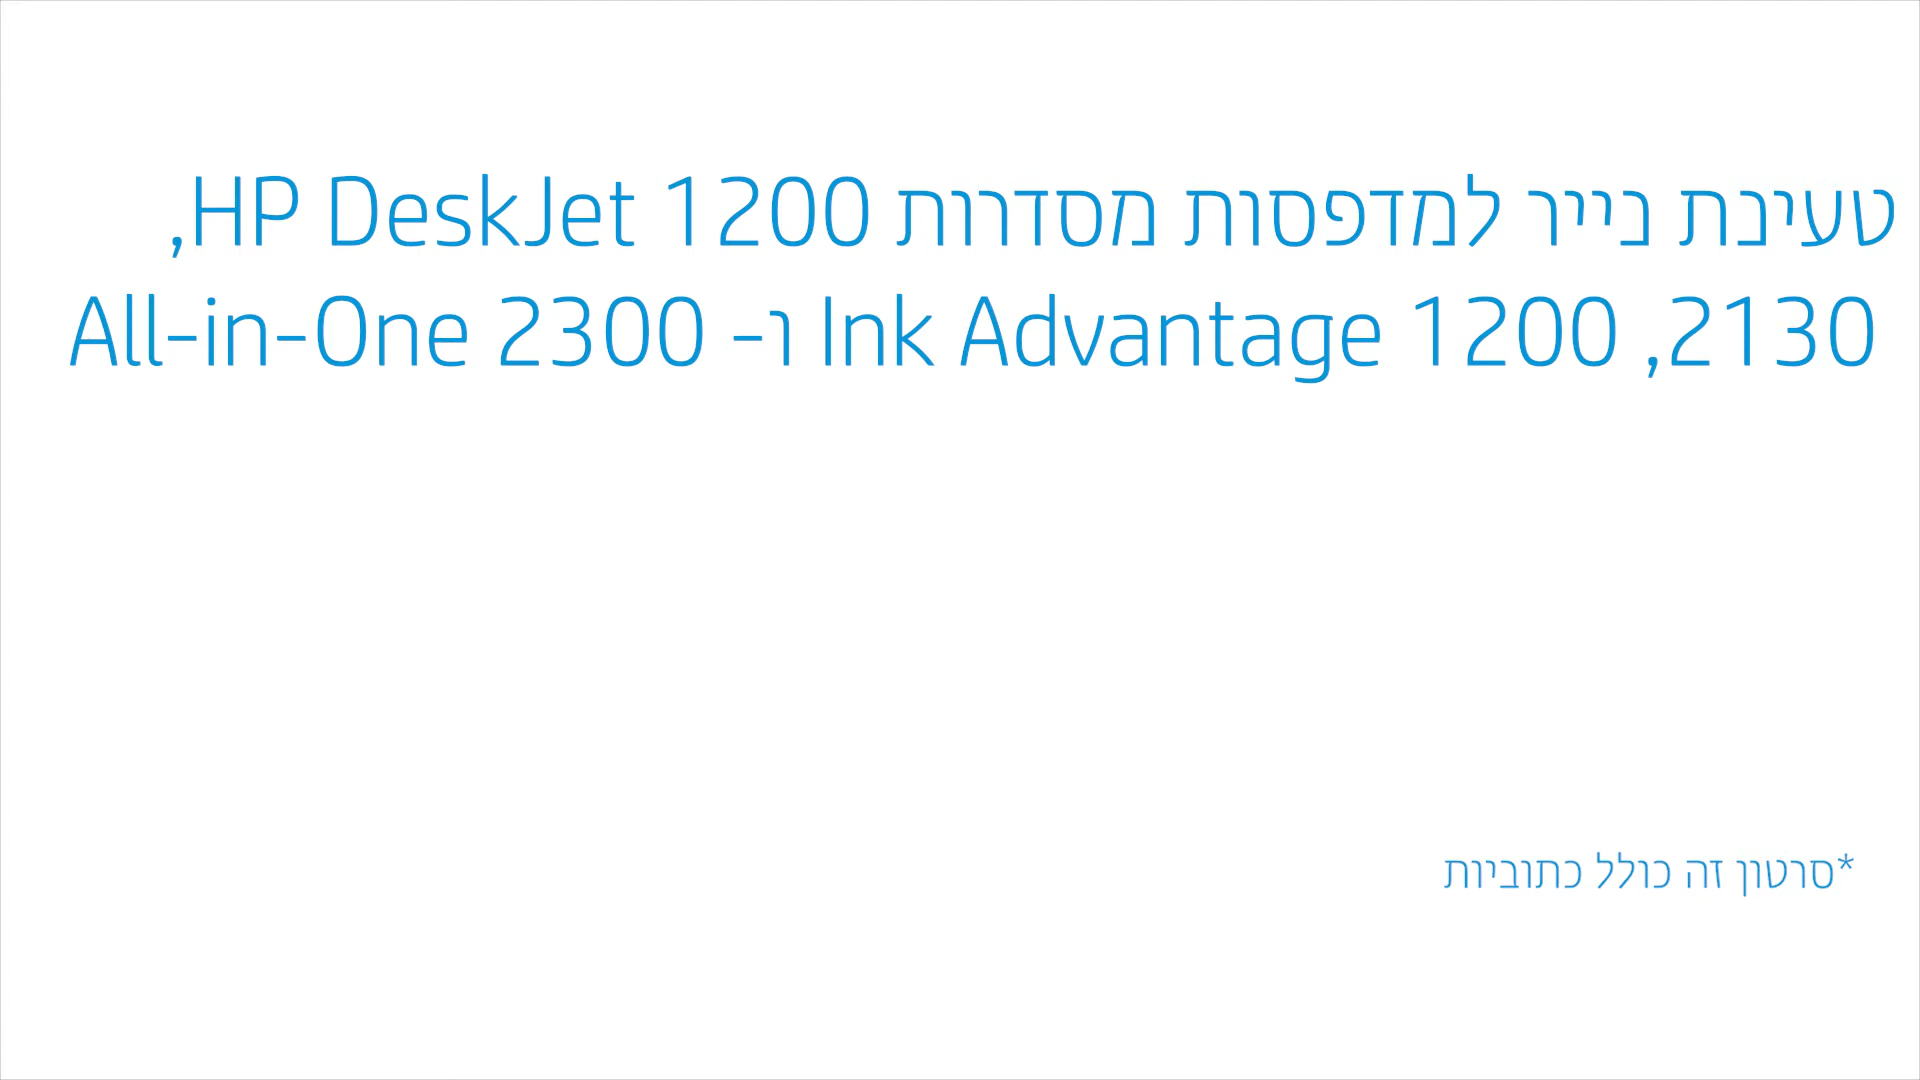 טעינת נייר למדפסות מסדרות HP DeskJet 1200,
2130, Ink Advantage 1200 ו- All-in-One 2300
*סרטון זה כולל כתוביות